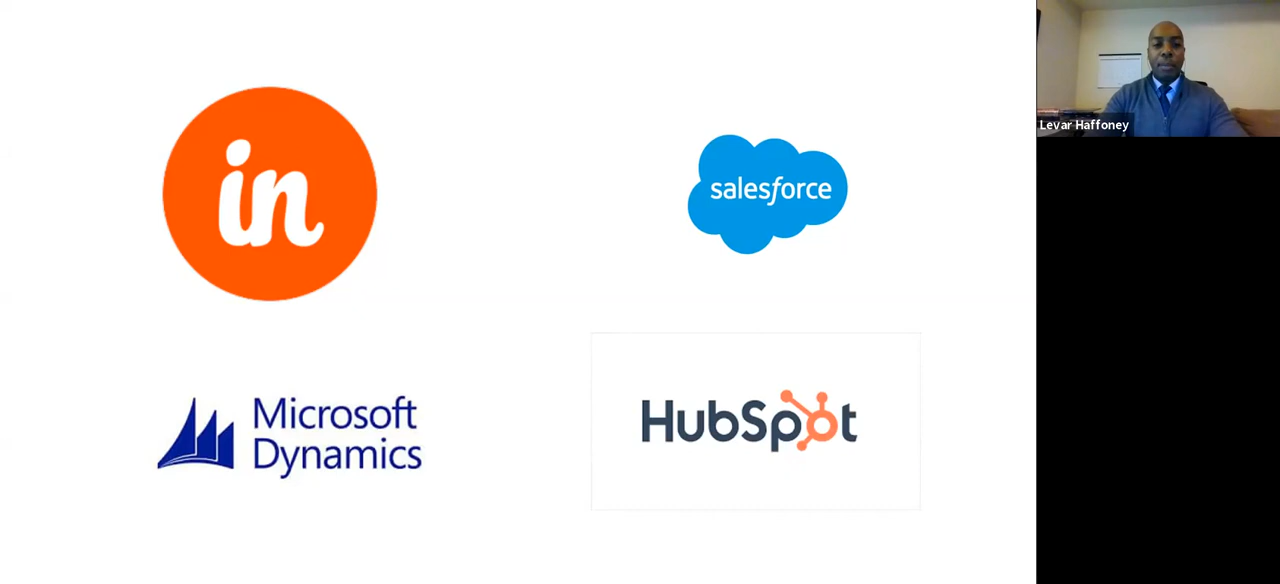 in
salesforce
Levar Haffoney
Microsoft
Dynamics
HubSpot